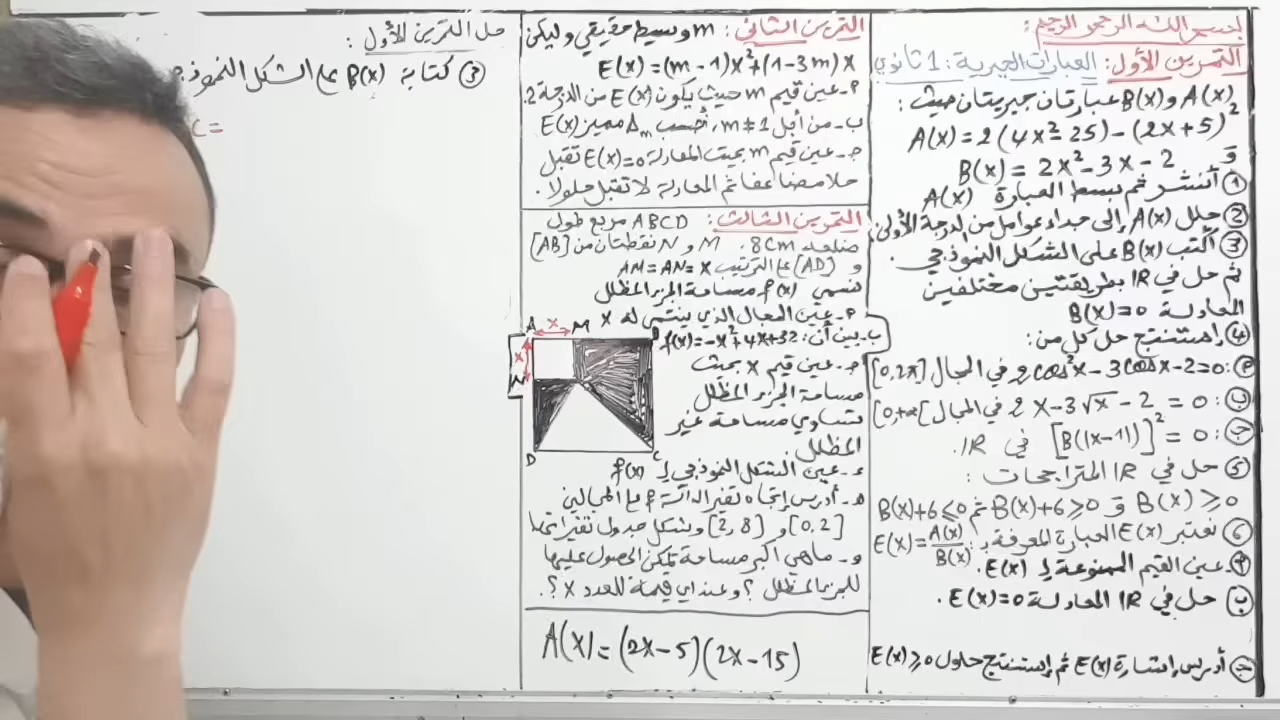 بسم الله الرحمن الرحيم:
التمرين الأول: العبارات الجبرية: 1 ثانوي
A(x) و B(x) عبارتان جبريتان حيث:
A(x) = 2(4x²-25) - (2x+5)²
و B(x) = 2x²-3x-2
① أنشر ثم بسط العبارة A(x)
② حلل A(x) إلى جداء عوامل من الدرجة الأولى
③ أكتب B(x) على الشكل النموذجي.
ثم حل في IR بطريقتين مختلفتين
المعادلة B(x)=0
④ إستنتج حل كل من:
P: 2cos²x - 3cosx - 2 = 0 في المجال [0,2π]
ب: 2x - 3√x - 2 = 0 في المجال [0,+∞[
ج: [B(|x-1|)]² = 0 في IR.
⑤ حل في IR المتراجحات:
B(x) ≥ 0 و B(x)+6 ≥ 0 ثم B(x)+6 ≤ 0
⑥ نعتبر E(x) العبارة المعرفة بـ: E(x) = A(x)/B(x)
P. عين القيم الممنوعة لـ E(x).
ب حل في IR المعادلة E(x)=0.
ج أدرس إشارة E(x) ثم إستنتج حلول E(x) ≥ 0
التمرين الثاني: m وسيط حقيقي وليكن
E(x) = (m-1)x² + (1-3m)x
P- عين قيم m حيث يكون E(x) من الدرجة 2.
ب- من أجل m ≠ 1، أحسب Δm مميز E(x)
ج- عين قيم m بحيث المعادلة E(x)=0 تقبل
حلا مضاعفا ثم المعادلة لا تقبل حلولا.
التمرين الثالث: ABCD مربع طول
ضلعه 8cm. M و N نقطتان من [AB]
و [AD] على الترتيب AM=AN=x
نسمي f(x) مساحة الجزء المظلل
P- عين المجال الذي ينتمي له x
ب- بين أن: f(x) = -x²+4x+32
ج- عين قيم x بحيث
مساحة الجزء المظلل
تساوي مساحة غير
المظلل.
A x M B
x
N
D C
د- عين الشكل النموذجي لـ f(x)
هـ- أدرس إتجاه تغير الدالة f على المجالين
[0,2] و [2,8] وشكل جدول تغيراتها
و- ماهي أكبر مساحة يمكن الحصول عليها
للجزء المظلل؟ وعند أي قيمة للعدد x؟.
A(x) = (2x-5)(2x-15)
حل التمرين الأول:
③ كتابة B(x) على الشكل النموذجي